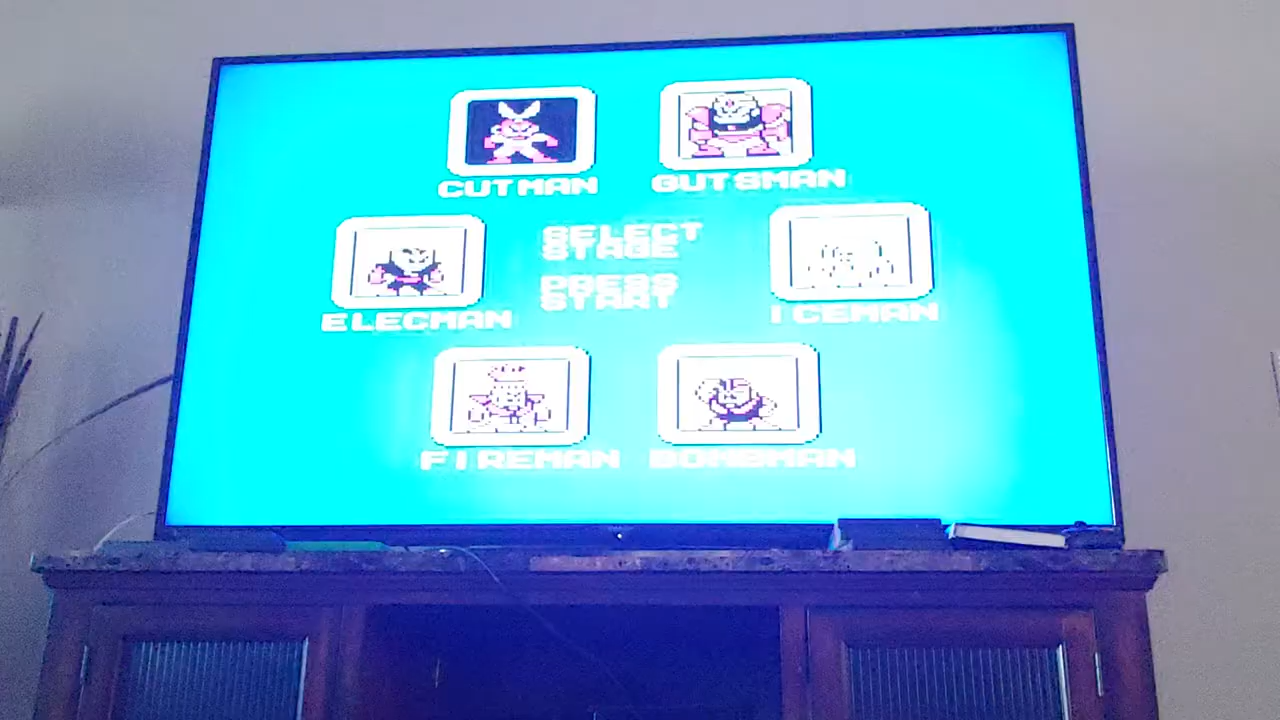 CUTMAN
GUTSMAN
ELECMAN
SELECT
STAGE
PRESS
START
ICEMAN
FIREMAN
BOMBMAN